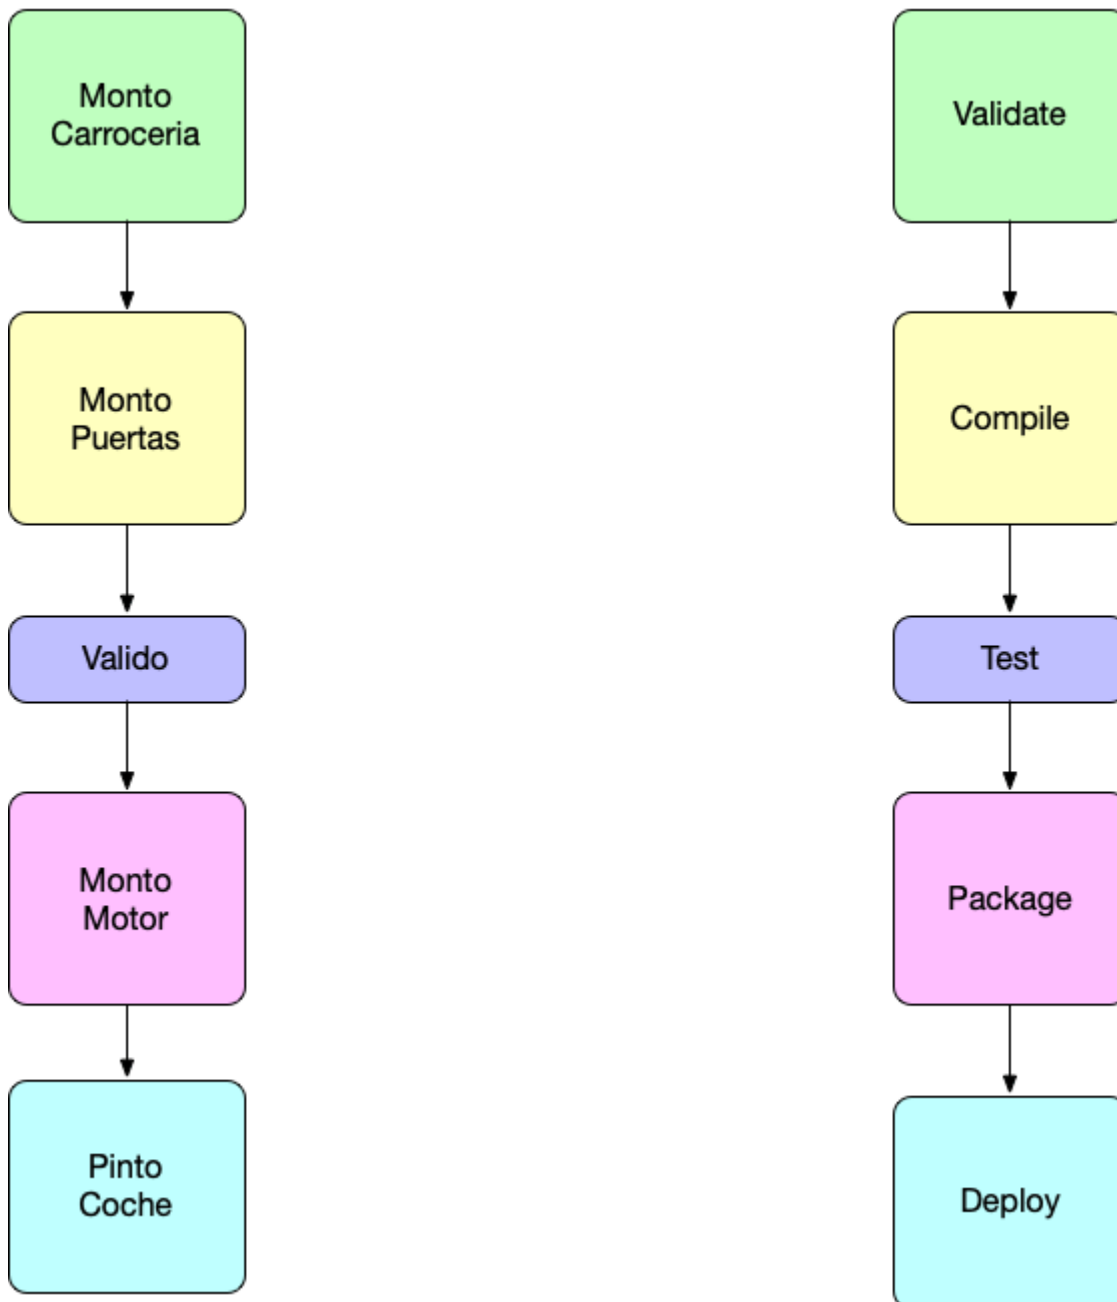 Monto
Carroceria
Validate
Monto
Puertas
Compile
Valido
Test
Monto
Motor
Package
Pinto
Coche
Deploy